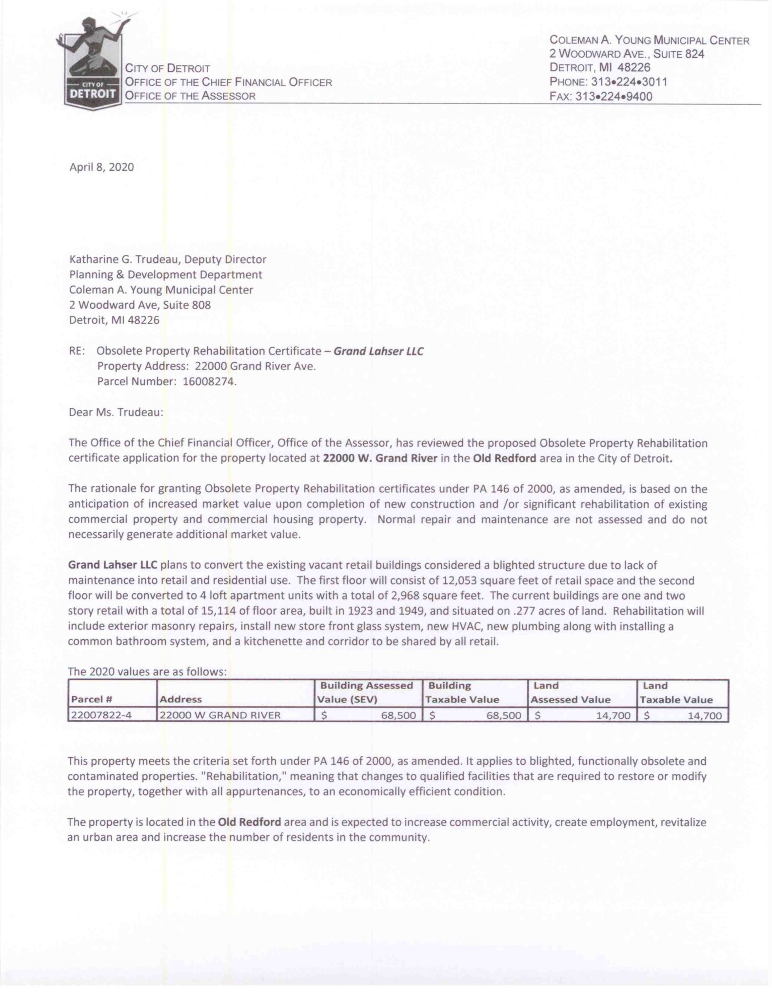 CITY OF
DETROIT
CITY OF DETROIT
OFFICE OF THE CHIEF FINANCIAL OFFICER
OFFICE OF THE ASSESSOR
COLEMAN A. YOUNG MUNICIPAL CENTER
2 WOODWARD AVE., SUITE 824
DETROIT, MI 48226
PHONE: 313•224•3011
FAX: 313•224•9400
April 8, 2020
Katharine G. Trudeau, Deputy Director
Planning & Development Department
Coleman A. Young Municipal Center
2 Woodward Ave, Suite 808
Detroit, MI 48226
RE: Obsolete Property Rehabilitation Certificate – Grand Lahser LLC
Property Address: 22000 Grand River Ave.
Parcel Number: 16008274.
Dear Ms. Trudeau:
The Office of the Chief Financial Officer, Office of the Assessor, has reviewed the proposed Obsolete Property Rehabilitation
certificate application for the property located at 22000 W. Grand River in the Old Redford area in the City of Detroit.
The rationale for granting Obsolete Property Rehabilitation certificates under PA 146 of 2000, as amended, is based on the
anticipation of increased market value upon completion of new construction and /or significant rehabilitation of existing
commercial property and commercial housing property. Normal repair and maintenance are not assessed and do not
necessarily generate additional market value.
Grand Lahser LLC plans to convert the existing vacant retail buildings considered a blighted structure due to lack of
maintenance into retail and residential use. The first floor will consist of 12,053 square feet of retail space and the second
floor will be converted to 4 loft apartment units with a total of 2,968 square feet. The current buildings are one and two
story retail with a total of 15,114 of floor area, built in 1923 and 1949, and situated on .277 acres of land. Rehabilitation will
include exterior masonry repairs, install new store front glass system, new HVAC, new plumbing along with installing a
common bathroom system, and a kitchenette and corridor to be shared by all retail.
The 2020 values are as follows:
Parcel # Address Building Assessed Value (SEV) Building Taxable Value Land Assessed Value Land Taxable Value
22007822-4 22000 W GRAND RIVER $ 68,500 $ 68,500 $ 14,700 $ 14,700
This property meets the criteria set forth under PA 146 of 2000, as amended. It applies to blighted, functionally obsolete and
contaminated properties. "Rehabilitation," meaning that changes to qualified facilities that are required to restore or modify
the property, together with all appurtenances, to an economically efficient condition.
The property is located in the Old Redford area and is expected to increase commercial activity, create employment, revitalize
an urban area and increase the number of residents in the community.